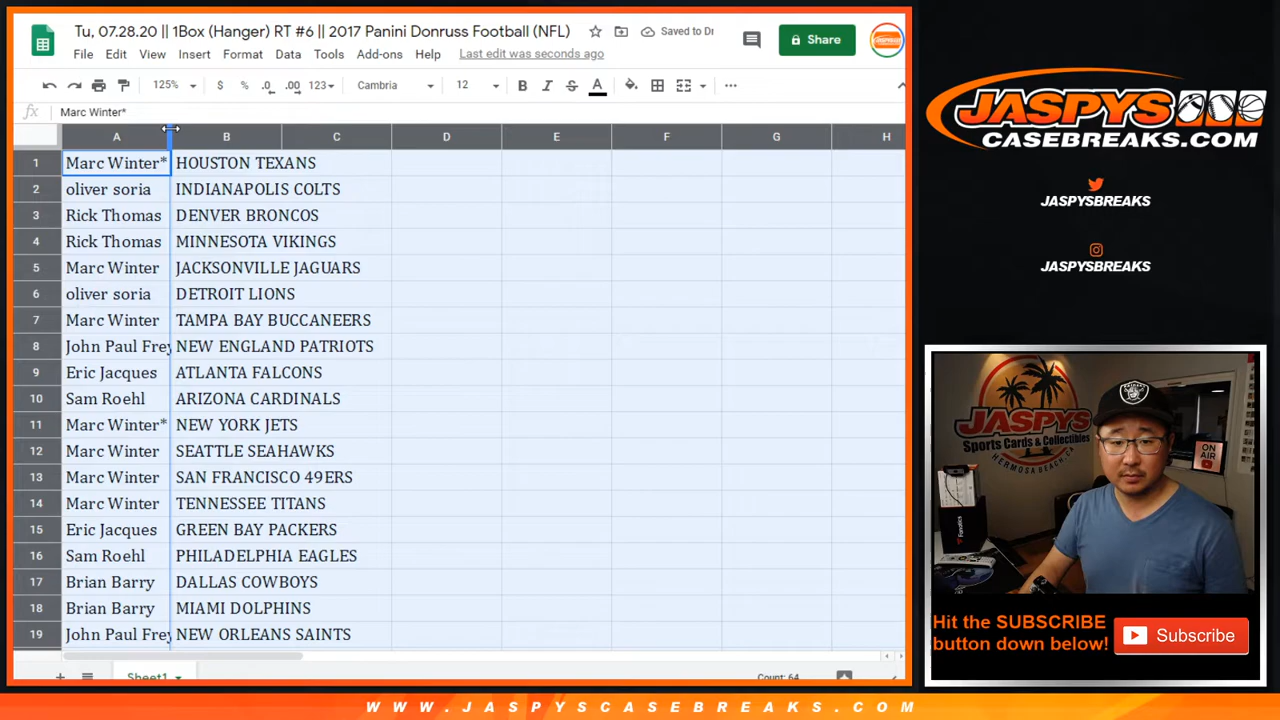 Tu, 07.28.20 || 1Box (Hanger) RT #6 || 2017 Panini Donruss Football (NFL)
Saved to Dr
Share
File Edit View Insert Format Data Tools Add-ons Help Last edit was seconds ago
125% $ % .0 .00 123 Cambria 12 B I S A
fx Marc Winter*
A B C D E F G H
1 Marc Winter* HOUSTON TEXANS
2 oliver soria INDIANAPOLIS COLTS
3 Rick Thomas DENVER BRONCOS
4 Rick Thomas MINNESOTA VIKINGS
5 Marc Winter JACKSONVILLE JAGUARS
6 oliver soria DETROIT LIONS
7 Marc Winter TAMPA BAY BUCCANEERS
8 John Paul Frey NEW ENGLAND PATRIOTS
9 Eric Jacques ATLANTA FALCONS
10 Sam Roehl ARIZONA CARDINALS
11 Marc Winter* NEW YORK JETS
12 Marc Winter SEATTLE SEAHAWKS
13 Marc Winter SAN FRANCISCO 49ERS
14 Marc Winter TENNESSEE TITANS
15 Eric Jacques GREEN BAY PACKERS
16 Sam Roehl PHILADELPHIA EAGLES
17 Brian Barry DALLAS COWBOYS
18 Brian Barry MIAMI DOLPHINS
19 John Paul Frey NEW ORLEANS SAINTS
Sheet1
Count: 64
JASPYS
CASEBREAKS.COM
JASPYSBREAKS
JASPYSBREAKS
JASPYS
Sports Cards & Collectibles
HERMOSA BEACH, CA
ON AIR
Fanatics
RAIDERS
Hit the SUBSCRIBE
button down below!
Subscribe
WWW.JASPYSCASEBREAKS.COM